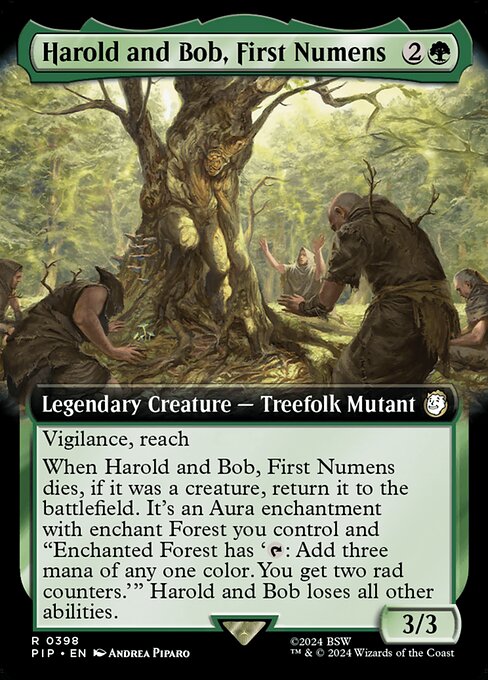 Harold and Bob, First Numens 2
Legendary Creature — Treefolk Mutant
Vigilance, reach
When Harold and Bob, First Numens
dies, if it was a creature, return it to the
battlefield. It's an Aura enchantment
with enchant Forest you control and
“Enchanted Forest has ‘: Add three
mana of any one color. You get two rad
counters.’” Harold and Bob loses all other
abilities.
3/3
R 0398
PIP • EN ANDREA PIPARO
©2024 BSW
™ & © 2024 Wizards of the Coast